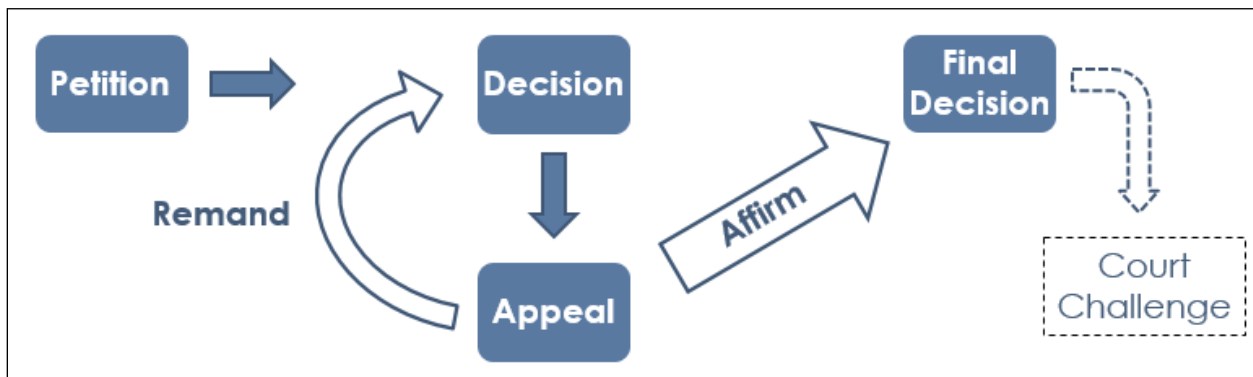 Petition
Decision
Final
Decision
Remand
Affirm
Appeal
Court
Challenge